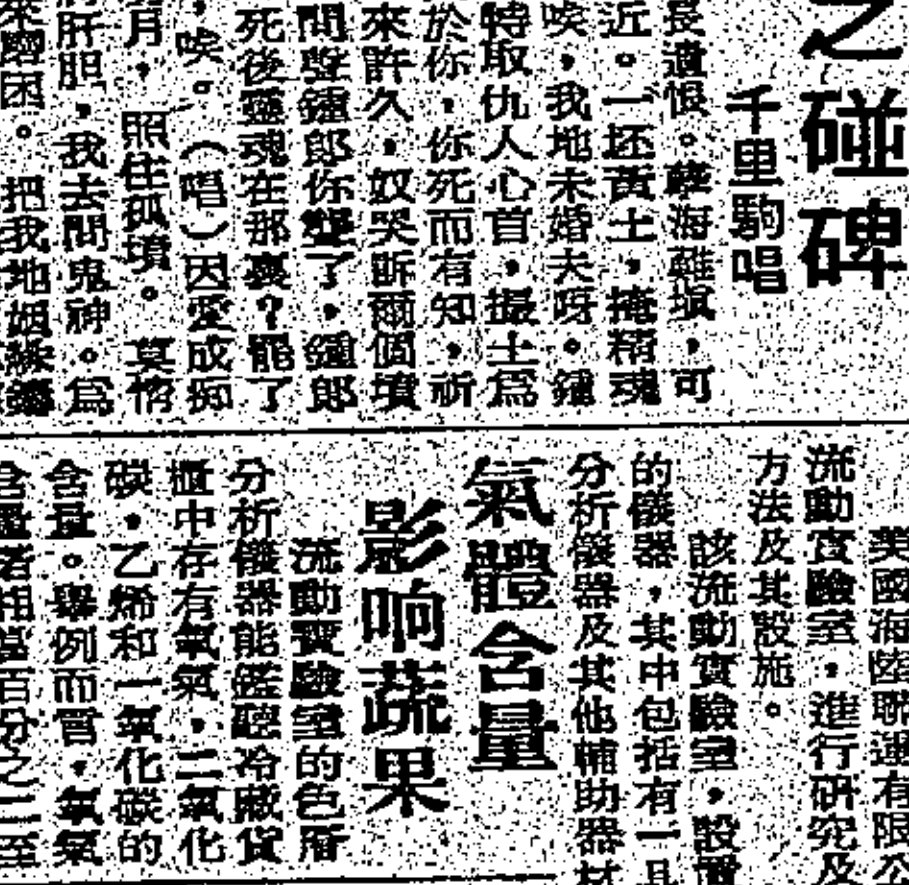 之碰碑
千里駒唱
長遺恨。孽海難填,可
近。一坯黃土,掩稍魂
唉,我地未婚夫呀。鍾
特取仇人心首,撮土爲
於你,你死而有知,祈
來許久,奴哭斷爾個墳
問聲鍾郎你聾了,鍾郎
死後靈魂在那裏?罷了
,唉。(唱)因愛成痴
月,照住孤墳。莫悄
肝胆,我去問鬼神。爲
來磨困。把我地姻緣
美國海陸聯運有限公
流動實驗室,進行研究及
方法及其設施。
該流動實驗室,設置
的儀器,其中包括有一具
分析儀器及其他輔助器材
氣體含量
影响蔬果
流動實驗室的色層
分析儀器能鑑聽冷藏貨
櫃中存有氧氣,二氧化
碳,乙烯和一氧化碳的
含量。舉例而言,氧氣
含量若相當百分之二至